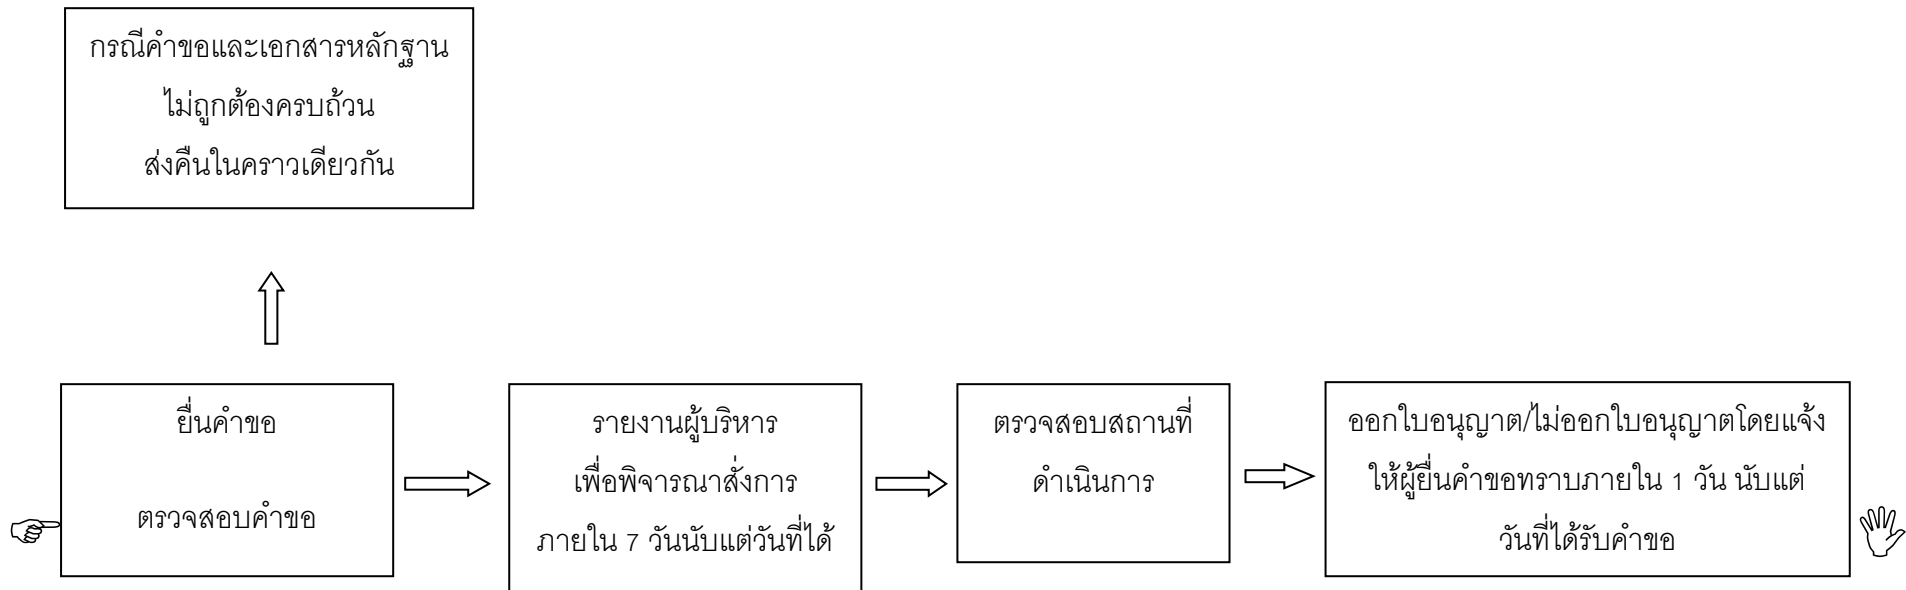 กรณีคำขอและเอกสารหลักฐาน
ไม่ถูกต้องครบถ้วน
ส่งคืนในคราวเดียวกัน
ยื่นคำขอ
ตรวจสอบคำขอ
รายงานผู้บริหาร
เพื่อพิจารณาสั่งการ
ภายใน 7 วันนับแต่วันที่ได้
ตรวจสอบสถานที่
ดำเนินการ
ออกใบอนุญาต/ไม่ออกใบอนุญาตโดยแจ้ง
ให้ผู้ยื่นคำขอทราบภายใน 1 วัน นับแต่
วันที่ได้รับคำขอ